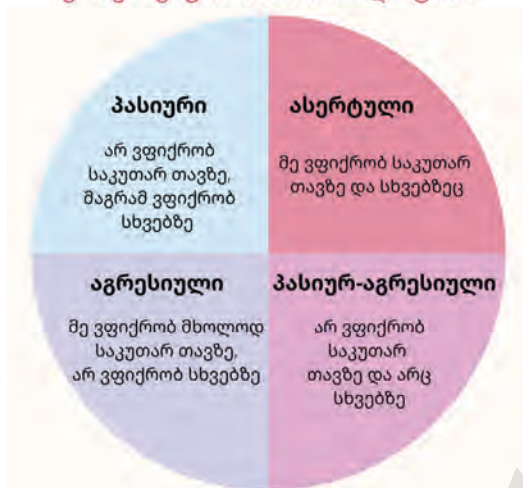 პასიური
არ ვფიქრობ
საკუთარ თავზე,
მაგრამ ვფიქრობ
სხვებზე
ასერტული
მე ვფიქრობ საკუთარ
თავზე და სხვებზეც
აგრესიული
მე ვფიქრობ მხოლოდ
საკუთარ თავზე,
არ ვფიქრობ სხვებზე
პასიურ-აგრესიული
არ ვფიქრობ
საკუთარ
თავზე და არც
სხვებზე